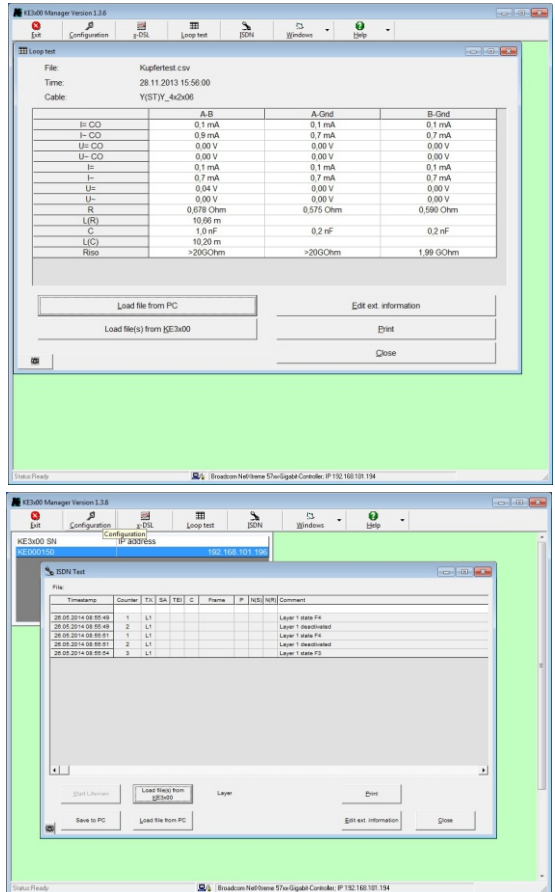 KE3x00 Manager Version 1.3.6
Exit Configuration x-DSL Loop test ISDN Windows Help
Loop test
File: Kupfertest.csv
Time: 28.11.2013 15:56:00
Cable: Y(ST)Y_4x2x06
A-B A-Gnd B-Gnd
I= CO 0,1 mA 0,1 mA 0,1 mA
I~ CO 0,9 mA 0,7 mA 0,7 mA
U= CO 0,00 V 0,00 V 0,00 V
U~ CO 0,00 V 0,00 V 0,00 V
I= 0,1 mA 0,1 mA 0,1 mA
I~ 0,7 mA 0,7 mA 0,7 mA
U= 0,04 V 0,00 V 0,00 V
U~ 0,00 V 0,00 V 0,00 V
R 0,678 Ohm 0,575 Ohm 0,590 Ohm
L(R) 10,66 m
C 1,0 nF 0,2 nF 0,2 nF
L(C) 10,20 m
Riso >20GOhm >20GOhm 1,99 GOhm
Load file from PC Edit ext. information
Load file(s) from KE3x00 Print
Close
Status: Ready Broadcom NetXtreme 57xx-Gigabit-Controller; IP 192.168.101.194
KE3x00 Manager Version 1.3.6
Exit Configuration x-DSL Loop test ISDN Windows Help
Configuration
KE3x00 SN IP address
KE000150 192.168.101.196
ISDN Test
File:
Timestamp Counter TX SA TEI C Frame P N(S) N(R) Comment
26.05.2014 08:55:49 1 L1 Layer 1 state F4
26.05.2014 08:55:49 2 L1 Layer 1 deactivated
26.05.2014 08:55:51 1 L1 Layer 1 state F4
26.05.2014 08:55:51 2 L1 Layer 1 deactivated
26.05.2014 08:55:54 3 L1 Layer 1 state F3
Load file(s) from
KE3x00
Layer Print
Save to PC Load file from PC Edit ext. information Close
Status: Ready Broadcom NetXtreme 57xx-Gigabit-Controller; IP 192.168.101.194